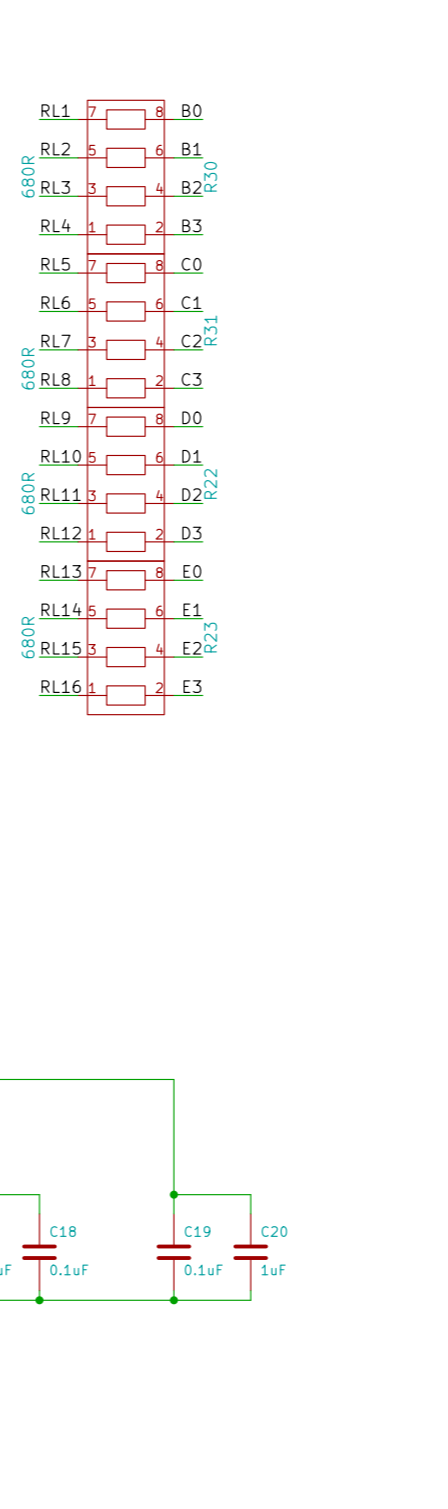 RL1 7 8 B0
RL2 5 6 B1
680R R30
RL3 3 4 B2
RL4 1 2 B3
RL5 7 8 C0
RL6 5 6 C1
R31
RL7 3 4 C2
680R
RL8 1 2 C3
RL9 7 8 D0
RL10 5 6 D1
680R R22
RL11 3 4 D2
RL12 1 2 D3
RL13 7 8 E0
RL14 5 6 E1
680R R23
RL15 3 4 E2
RL16 1 2 E3
C18 C19 C20
uF 0.1uF 0.1uF 1uF